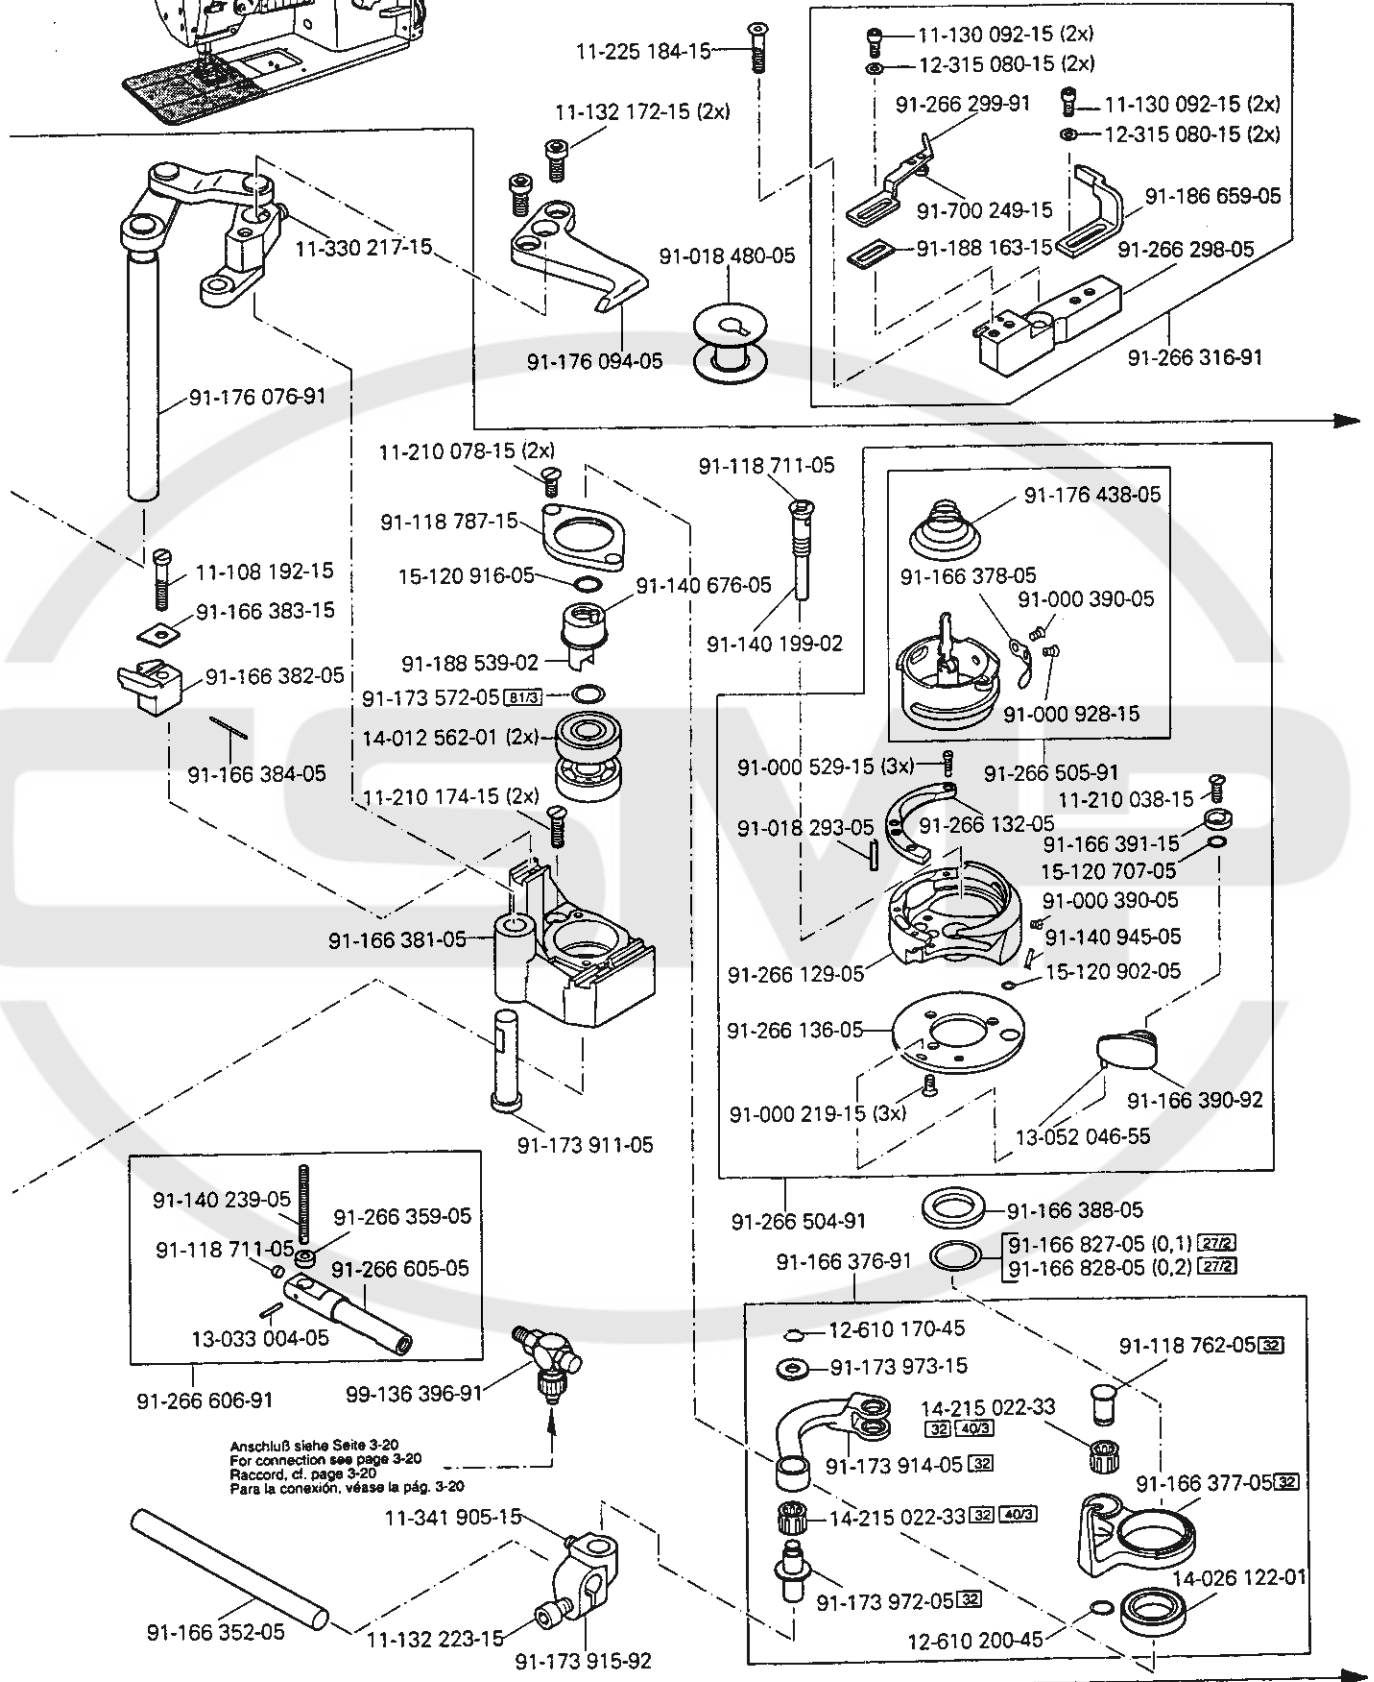 11-225 184-15
11-130 092-15 (2x)
12-315 080-15 (2x)
91-266 299-91
11-130 092-15 (2x)
12-315 080-15 (2x)
11-132 172-15 (2x)
91-700 249-15
91-186 659-05
11-330 217-15
91-018 480-05
91-188 163-15
91-266 298-05
91-176 094-05
91-266 316-91
91-176 076-91
11-210 078-15 (2x)
91-118 711-05
91-176 438-05
91-118 787-15
11-108 192-15
15-120 916-05
91-140 676-05
91-166 378-05
91-000 390-05
91-166 383-15
91-140 199-02
91-166 382-05
91-188 539-02
91-173 572-05 81/3
91-000 928-15
14-012 562-01 (2x)
91-166 384-05
91-000 529-15 (3x)
91-266 505-91
11-210 174-15 (2x)
11-210 038-15
91-018 293-05
91-266 132-05
91-166 391-15
15-120 707-05
91-000 390-05
91-166 381-05
91-140 945-05
91-266 129-05
15-120 902-05
91-266 136-05
91-000 219-15 (3x)
91-166 390-92
13-052 046-55
91-173 911-05
91-140 239-05
91-266 359-05
91-266 504-91
91-166 388-05
91-118 711-05
91-266 605-05
91-166 376-91
91-166 827-05 (0,1) 27/2
91-166 828-05 (0,2) 27/2
13-033 004-05
12-610 170-45
91-118 762-05 32
91-173 973-15
91-266 606-91
99-136 396-91
14-215 022-33
32 40/3
Anschluß siehe Seite 3-20
For connection see page 3-20
Raccord, cf. page 3-20
Para la conexión, véase la pág. 3-20
91-173 914-05 32
91-166 377-05 32
11-341 905-15
14-215 022-33 32 40/3
14-026 122-01
91-173 972-05 32
91-166 352-05
11-132 223-15
12-610 200-45
91-173 915-92
CSMP